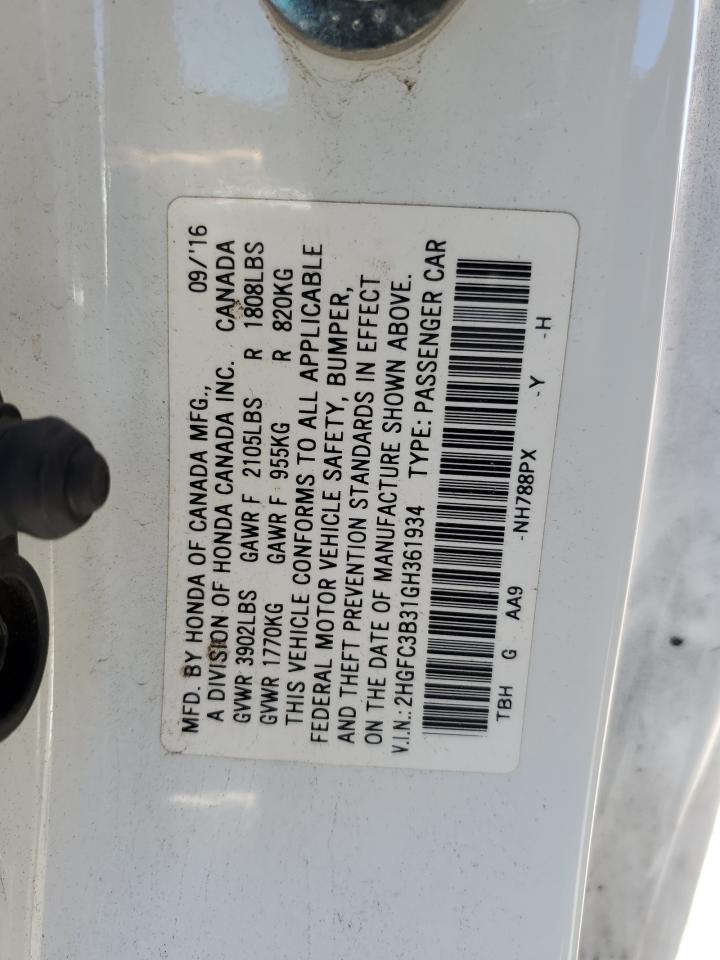 MFD. BY HONDA OF CANADA MFG., 09/'16
A DIVISION OF HONDA CANADA INC. CANADA
GVWR 3902LBS GAWR F 2105LBS R 1808LBS
GVWR 1770KG GAWR F 955KG R 820KG
THIS VEHICLE CONFORMS TO ALL APPLICABLE
FEDERAL MOTOR VEHICLE SAFETY, BUMPER,
AND THEFT PREVENTION STANDARDS IN EFFECT
ON THE DATE OF MANUFACTURE SHOWN ABOVE.
V.I.N.: 2HGFC3B31GH361934 TYPE: PASSENGER CAR
TBH G AA9 -NH788PX -Y -H